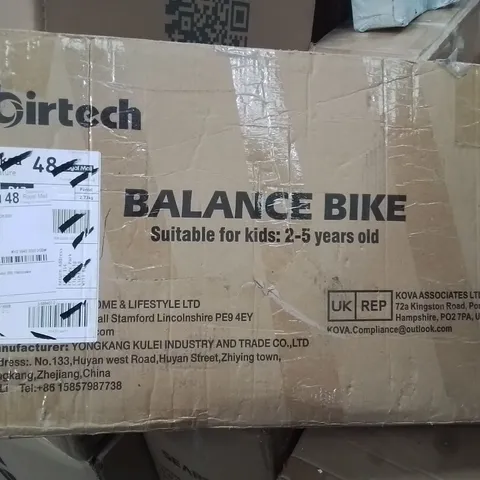 airtech
48
48
BALANCE BIKE
Suitable for kids: 2-5 years old
OME & LIFESTYLE LTD
all Stamford Lincolnshire PE9 4EY
com
UK REP
KOVA ASSOCIATES LT
72a Kingston Road, Po
Hampshire, PO2 7PA, U
KOVA.Compliance@outlook.com
anufacturer: YONGKANG KULEI INDUSTRY AND TRADE CO.,LTD
ddress:. No.133,Huyan west Road,Huyan Street,Zhiying town,
ngkang,Zhejiang,China
Li Tel:+86 15857987738